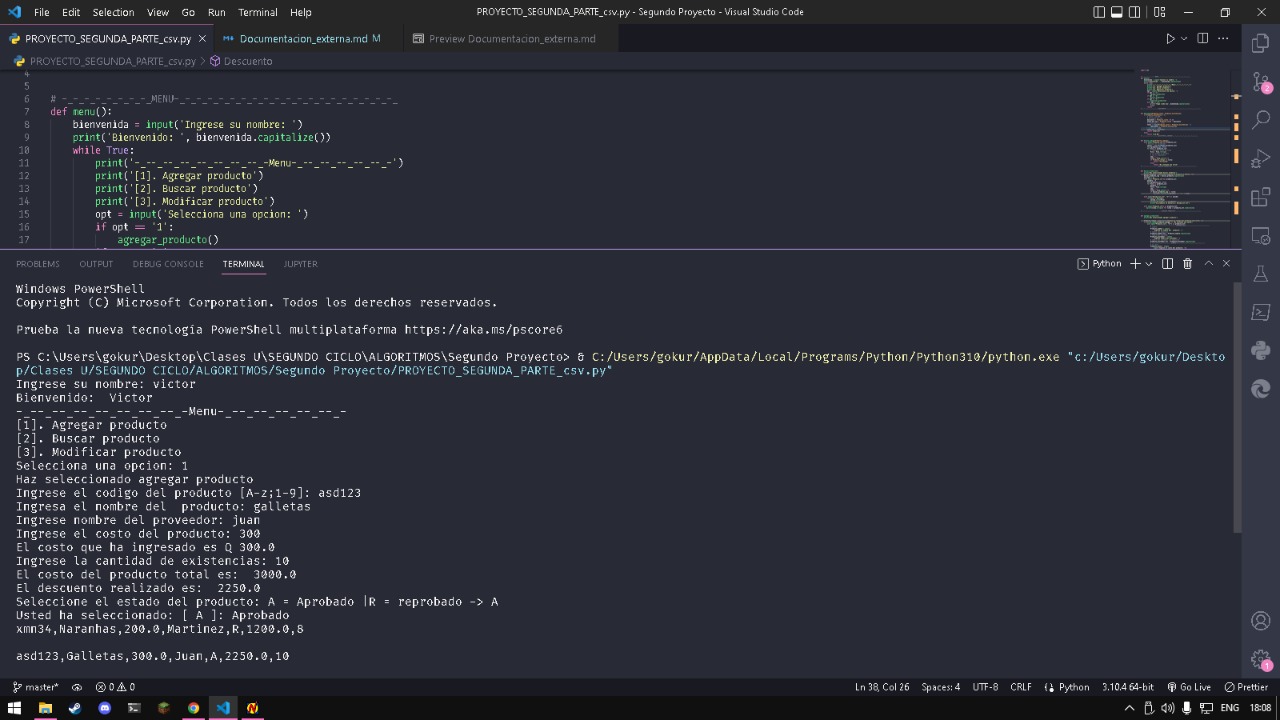 File Edit Selection View Go Run Terminal Help PROYECTO_SEGUNDA_PARTE_csv.py - Segundo Proyecto - Visual Studio Code
PROYECTO_SEGUNDA_PARTE_csv.py Documentacion_externa.md M Preview Documentacion_externa.md
PROYECTO_SEGUNDA_PARTE_csv.py > Descuento
4
5
6 # -_-_-_-_-_-_-_-_-_MENU-_-_-_-_-_-_-_-_-_-_-_-_-_-_-_-_-_-_-_
7 def menu():
8 bienvenida = input('Ingrese su nombre: ')
9 print('Bienvenido: ', bienvenida.capitalize())
10 while True:
11 print('-_--_--_--_--_--_--_-Menu-_--_--_--_--_-')
12 print('[1]. Agregar producto')
13 print('[2]. Buscar producto')
14 print('[3]. Modificar producto')
15 opt = input('Selecciona una opcion: ')
16 if opt == '1':
17 agregar_producto()
PROBLEMS OUTPUT DEBUG CONSOLE TERMINAL JUPYTER Python
Windows PowerShell
Copyright (C) Microsoft Corporation. Todos los derechos reservados.
Prueba la nueva tecnología PowerShell multiplataforma https://aka.ms/pscore6
PS C:\Users\gokur\Desktop\Clases U\SEGUNDO CICLO\ALGORITMOS\Segundo Proyecto> & C:/Users/gokur/AppData/Local/Programs/Python/Python310/python.exe "c:/Users/gokur/Deskto
p/Clases U/SEGUNDO CICLO/ALGORITMOS/Segundo Proyecto/PROYECTO_SEGUNDA_PARTE_csv.py"
Ingrese su nombre: victor
Bienvenido:  Victor
-_--_--_--_--_--_--_--_-Menu-_--_--_--_--_--_-
[1]. Agregar producto
[2]. Buscar producto
[3]. Modificar producto
Selecciona una opcion: 1
Haz seleccionado agregar producto
Ingrese el codigo del producto [A-z;1-9]: asd123
Ingresa el nombre del  producto: galletas
Ingrese nombre del proveedor: juan
Ingrese el costo del producto: 300
El costo que ha ingresado es Q 300.0
Ingrese la cantidad de existencias: 10
El costo del producto total es:  3000.0
El descuento realizado es:  2250.0
Seleccione el estado del producto: A = Aprobado |R = reprobado -> A
Usted ha seleccionado: [ A ]: Aprobado
xmn34,Naranhas,200.0,Martinez,R,1200.0,8
asd123,Galletas,300.0,Juan,A,2250.0,10
master* 0 0 Ln 38, Col 26 Spaces: 4 UTF-8 CRLF Python 3.10.4 64-bit Go Live Prettier
ENG 18:08